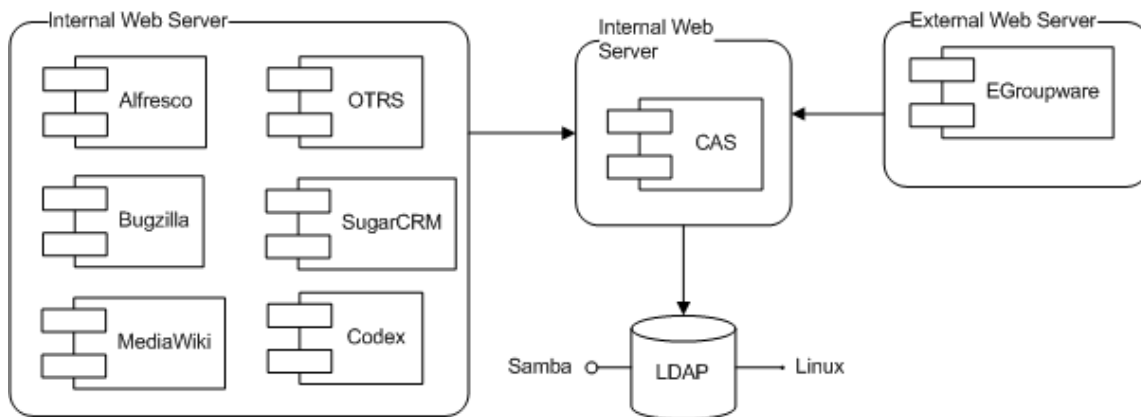 Internal Web Server
Alfresco
OTRS
Bugzilla
SugarCRM
MediaWiki
Codex
Internal Web
Server
CAS
External Web Server
EGroupware
Samba
LDAP
Linux